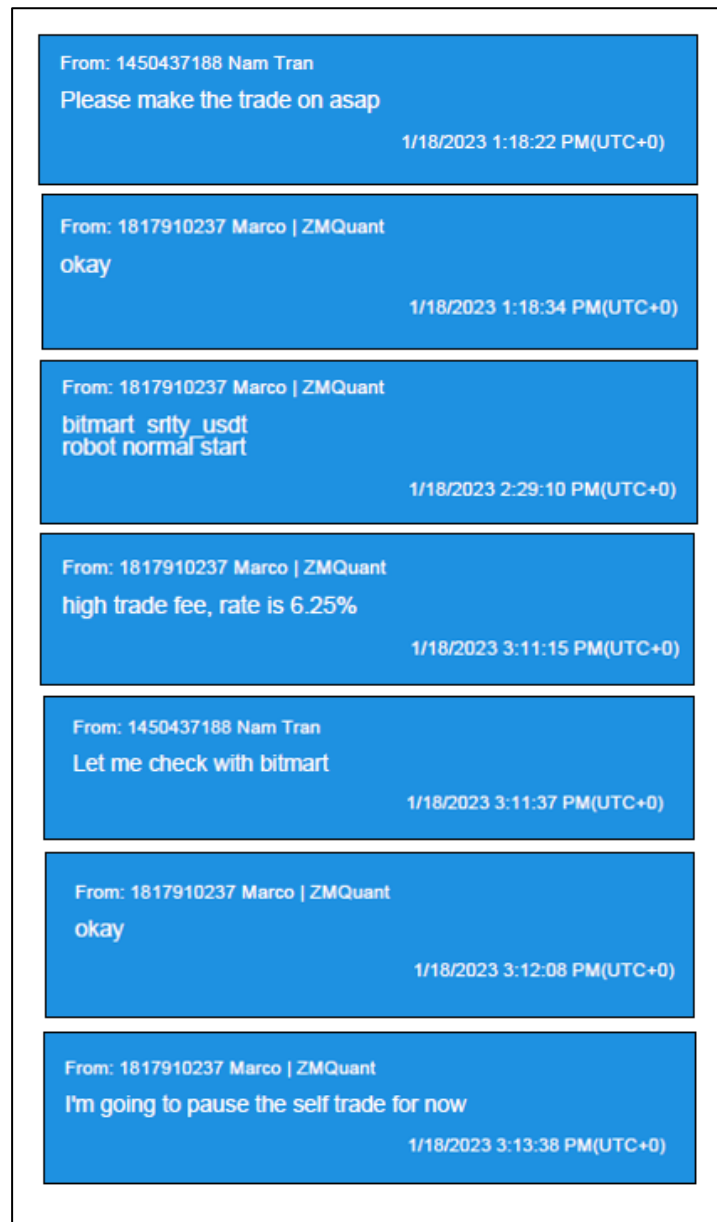 From: 1450437188 Nam Tran
Please make the trade on asap
1/18/2023 1:18:22 PM(UTC+0)
From: 1817910237 Marco | ZMQuant
okay
1/18/2023 1:18:34 PM(UTC+0)
From: 1817910237 Marco | ZMQuant
bitmart srlty_usdt
robot normal start
1/18/2023 2:29:10 PM(UTC+0)
From: 1817910237 Marco | ZMQuant
high trade fee, rate is 6.25%
1/18/2023 3:11:15 PM(UTC+0)
From: 1450437188 Nam Tran
Let me check with bitmart
1/18/2023 3:11:37 PM(UTC+0)
From: 1817910237 Marco | ZMQuant
okay
1/18/2023 3:12:08 PM(UTC+0)
From: 1817910237 Marco | ZMQuant
I'm going to pause the self trade for now
1/18/2023 3:13:38 PM(UTC+0)